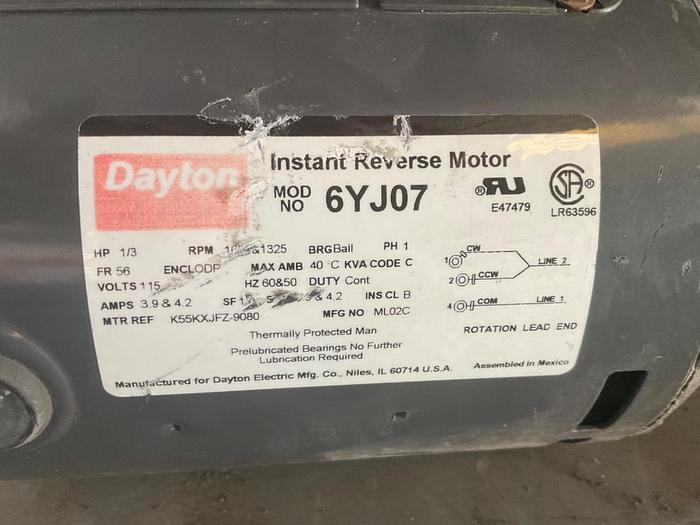 Dayton
Instant Reverse Motor
MOD NO 6YJ07
E47479
LR63596
HP 1/3 RPM &1325 BRG Ball PH 1
FR 56 ENCL ODP MAX AMB 40 °C KVA CODE C
VOLTS 115 HZ 60&50 DUTY Cont
AMPS 3.9 & 4.2 SF & 4.2 INS CL B
MTR REF K55KXJFZ-9080 MFG NO ML02C
1 CW
2 CCW LINE 2
4 COM LINE 1
ROTATION LEAD END
Thermally Protected Man
Prelubricated Bearings No Further
Lubrication Required
Assembled in Mexico
Manufactured for Dayton Electric Mfg. Co., Niles, IL 60714 U.S.A.